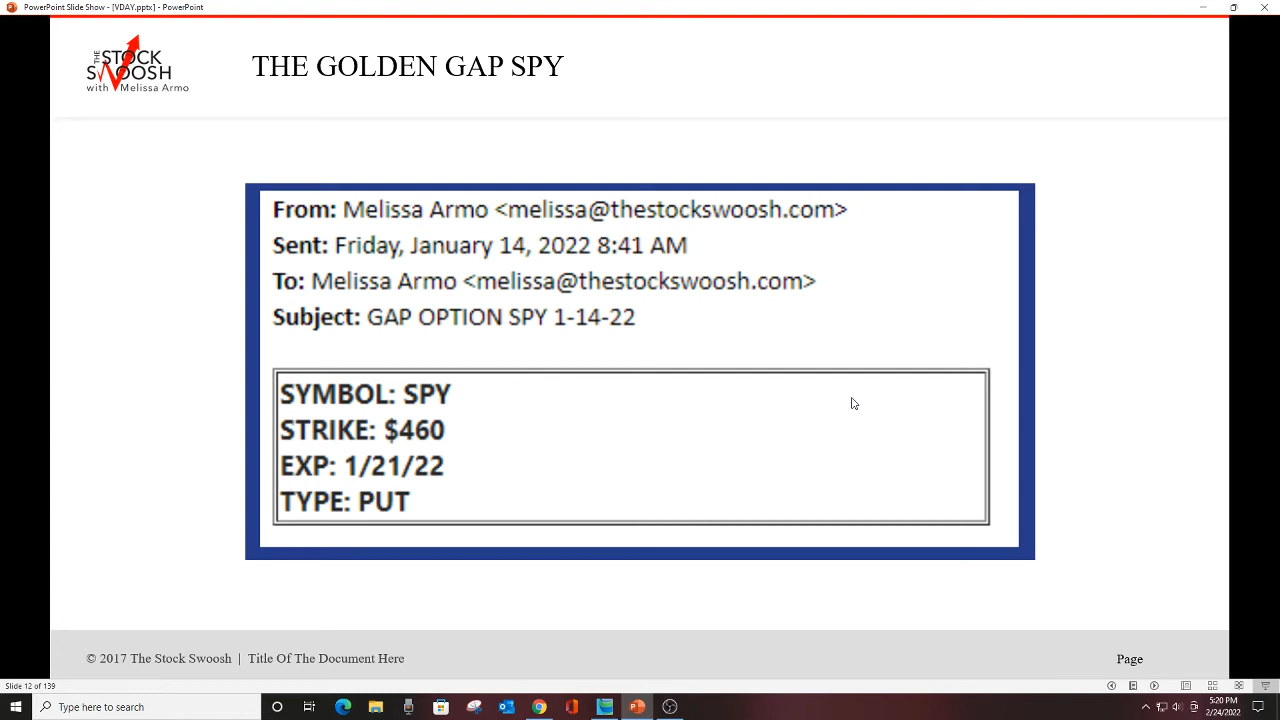 PowerPoint Slide Show - [VDAY.pptx] - PowerPoint
THE
STOCK
SWOOSH
with Melissa Armo
THE GOLDEN GAP SPY
From: Melissa Armo <melissa@thestockswoosh.com>
Sent: Friday, January 14, 2022 8:41 AM
To: Melissa Armo <melissa@thestockswoosh.com>
Subject: GAP OPTION SPY 1-14-22
SYMBOL: SPY
STRIKE: $460
EXP: 1/21/22
TYPE: PUT
© 2017 The Stock Swoosh | Title Of The Document Here
Page
Slide 12 of 139
Type here to search
5:20 PM
2/24/2022